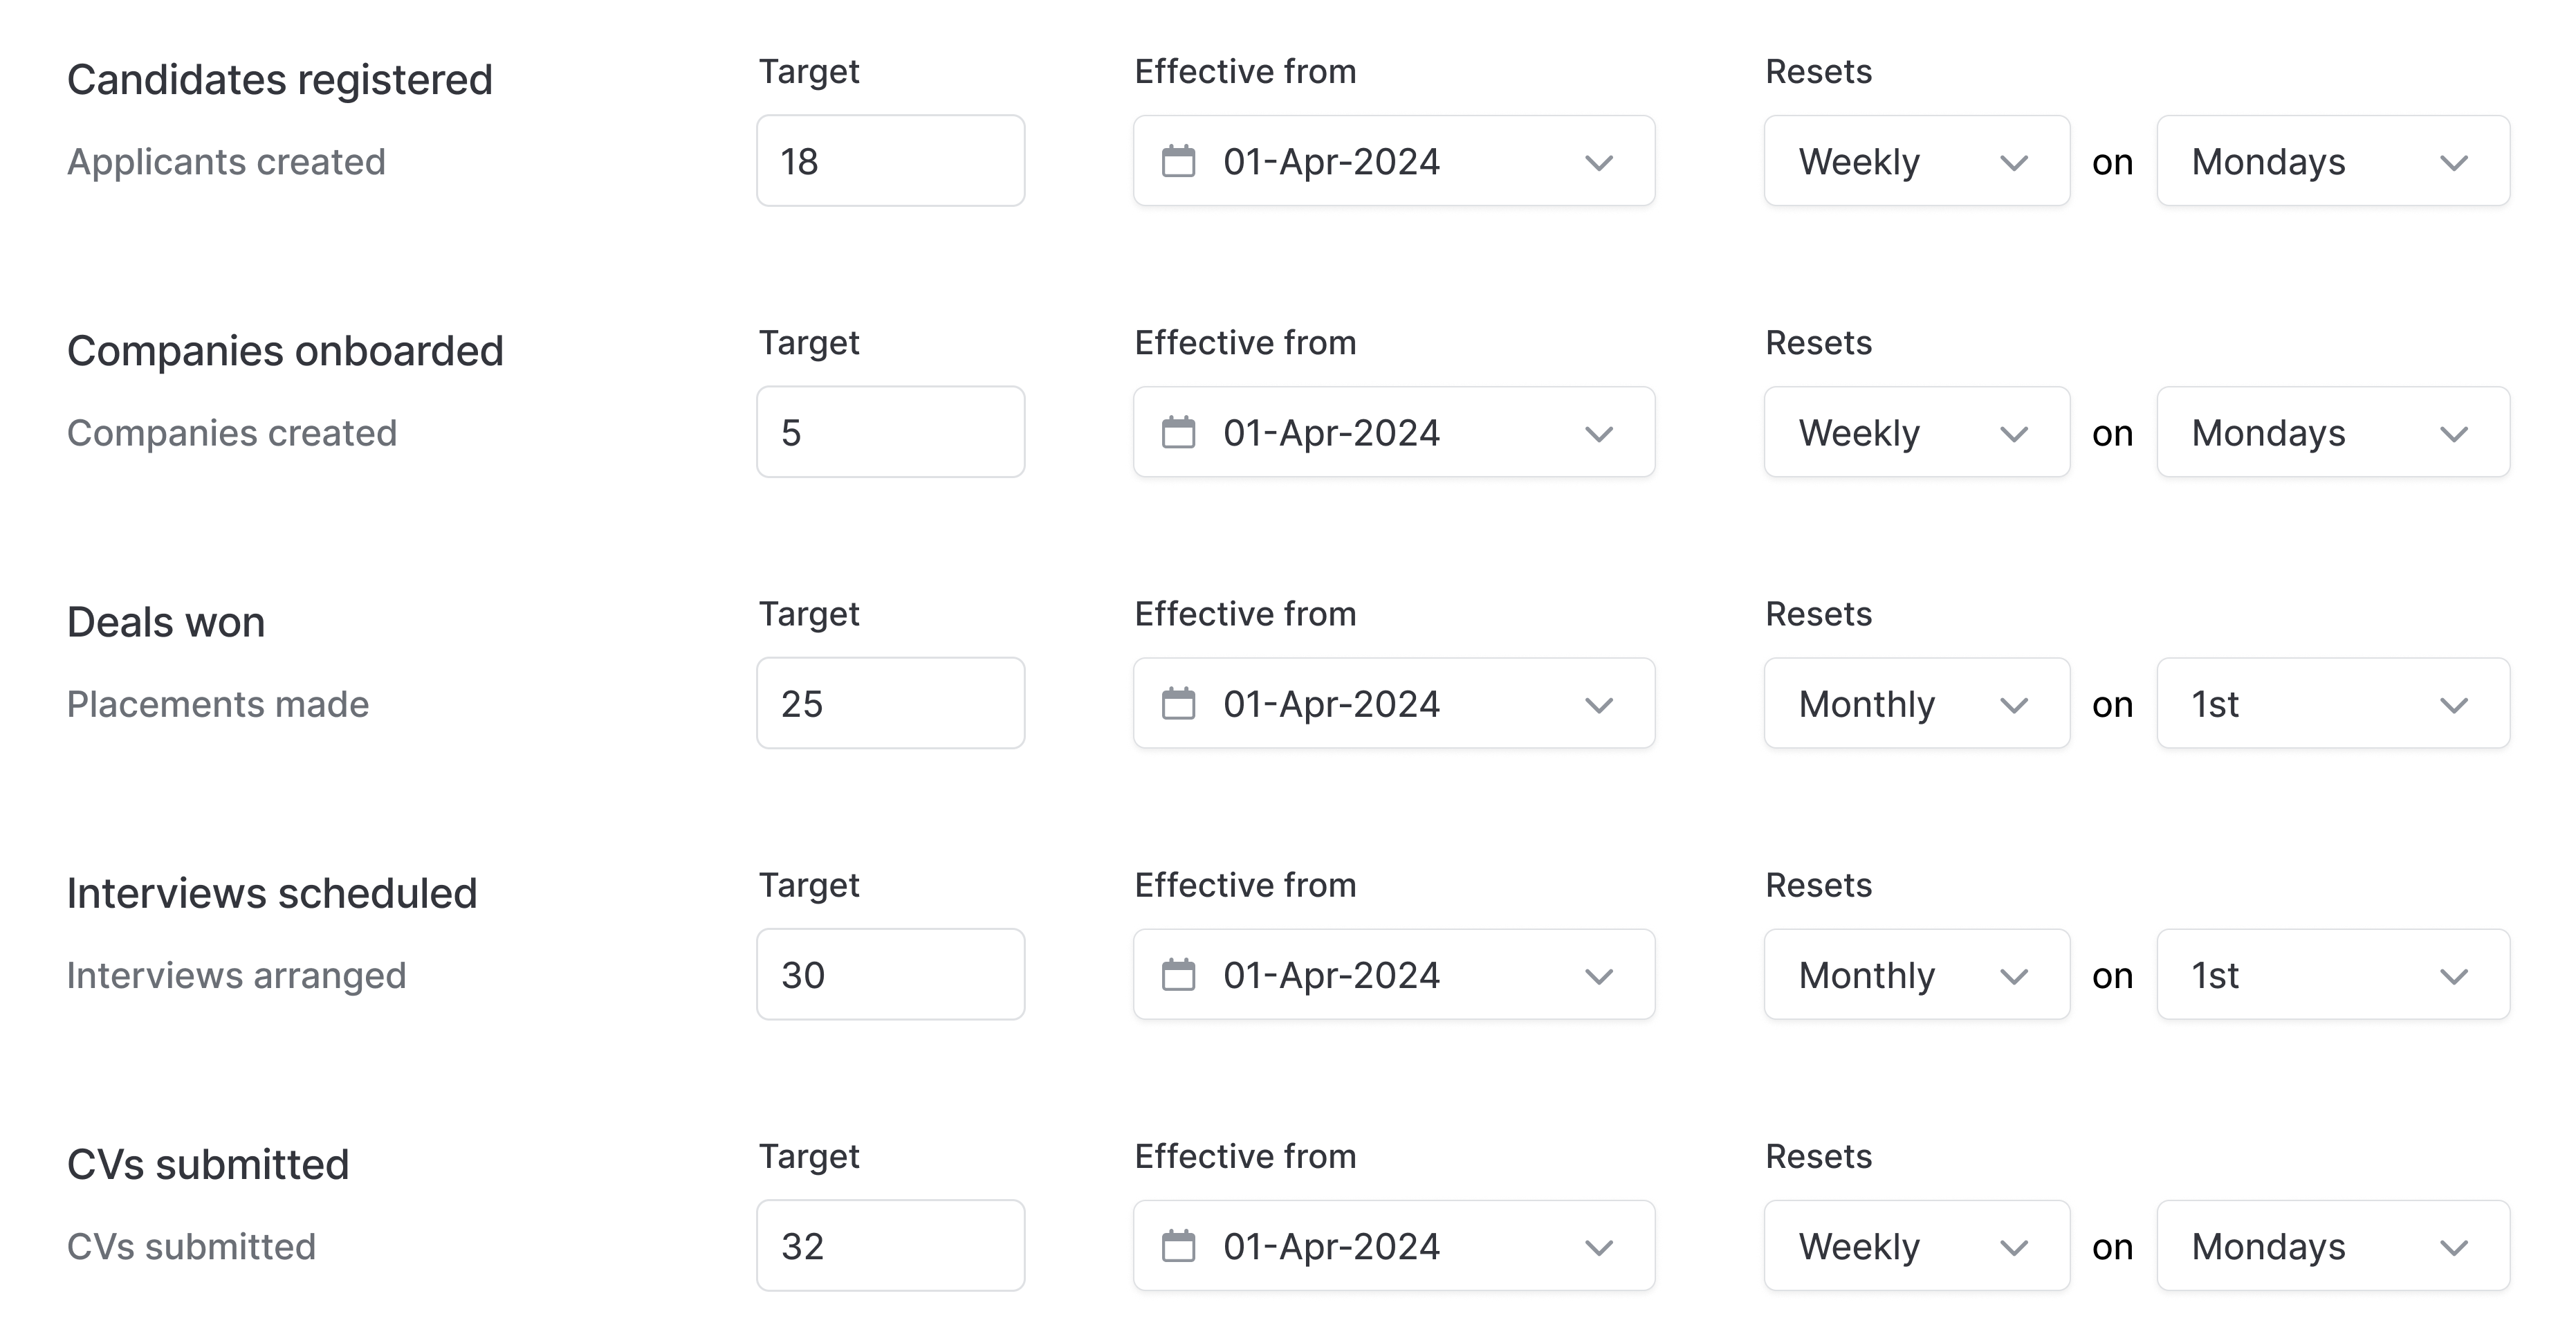 Candidates registered
Applicants created
Target
18
Effective from
01-Apr-2024
Resets
Weekly on Mondays
Companies onboarded
Companies created
Target
5
Effective from
01-Apr-2024
Resets
Weekly on Mondays
Deals won
Placements made
Target
25
Effective from
01-Apr-2024
Resets
Monthly on 1st
Interviews scheduled
Interviews arranged
Target
30
Effective from
01-Apr-2024
Resets
Monthly on 1st
CVs submitted
CVs submitted
Target
32
Effective from
01-Apr-2024
Resets
Weekly on Mondays